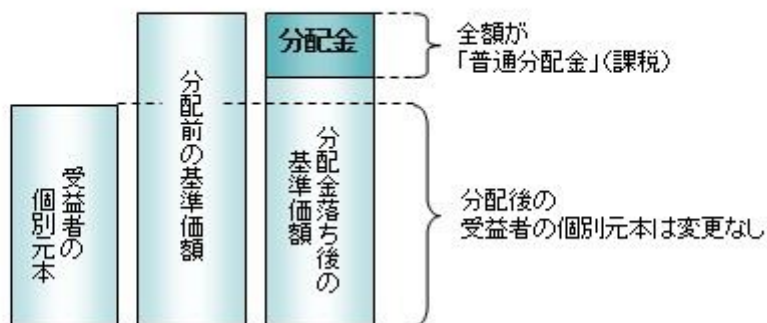 受益者の
個別元本
分配前の基準価額
分配金
分配金落ち後の
基準価額
全額が
「普通分配金」(課税)
分配後の
受益者の個別元本は変更なし